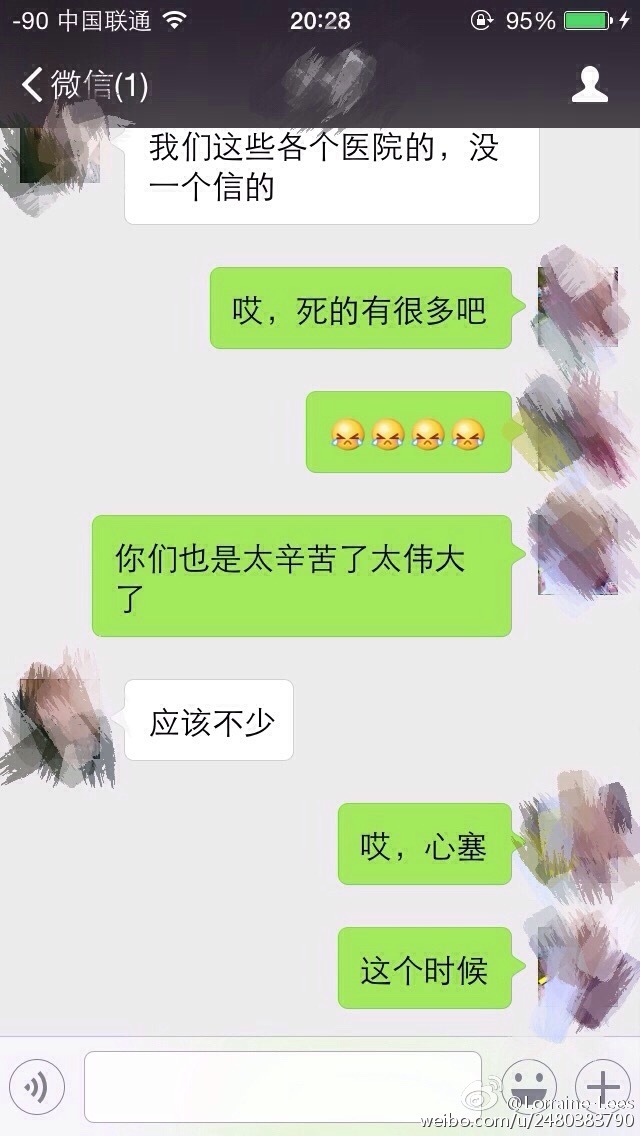 -90 中国联通 20:28 95%
微信(1)
我们这些各个医院的，没
一个信的
哎，死的有很多吧
😭😭😭😭
你们也是太辛苦了太伟大
了
应该不少
哎，心塞
这个时候
@Lorraine-Lees
weibo.com/u/2480383790